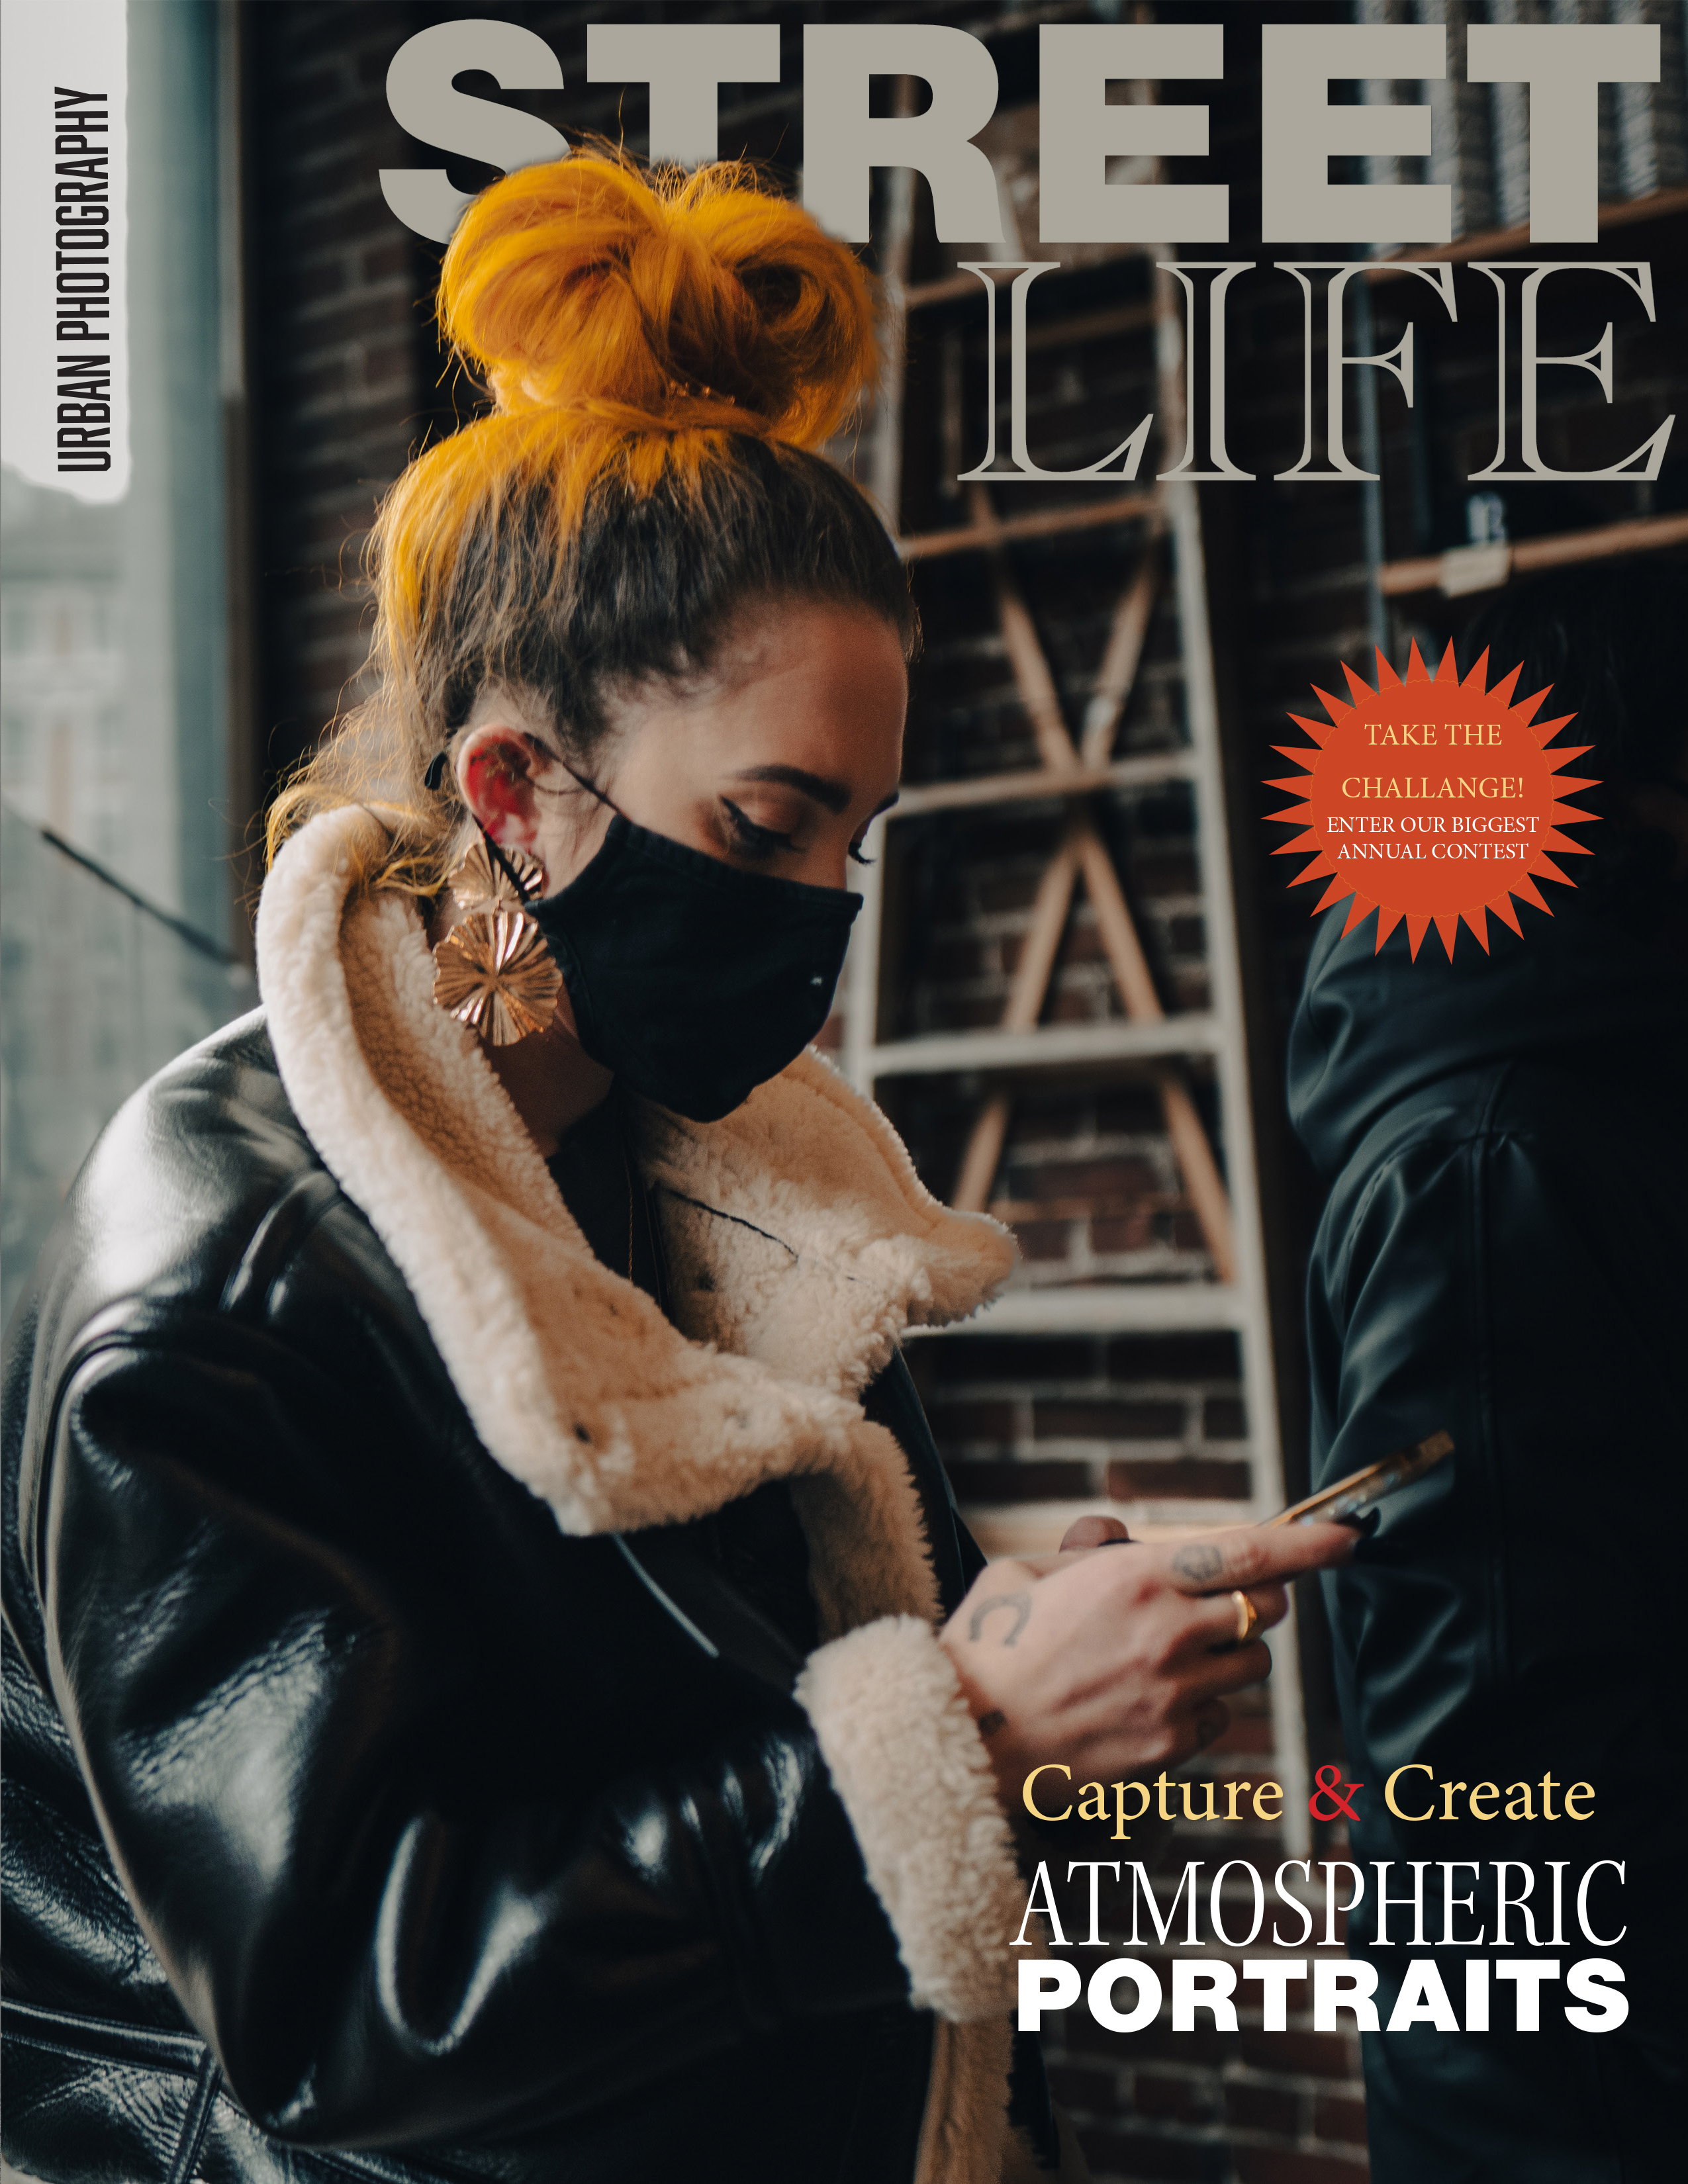 STREET
LIFE
URBAN PHOTOGRAPHY
TAKE THE
CHALLANGE!
ENTER OUR BIGGEST
ANNUAL CONTEST
Capture & Create
ATMOSPHERIC
PORTRAITS